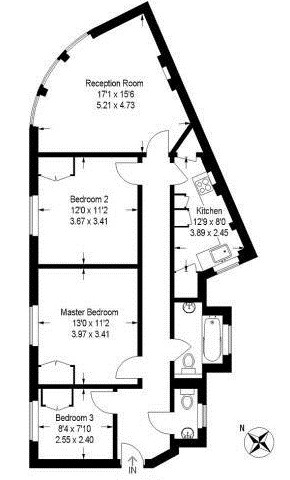 Reception Room
17'1 x 15'6
5.21 x 4.73
Bedroom 2
12'0 x 11'2
3.67 x 3.41
Kitchen
12'9 x 8'0
3.89 x 2.45
Master Bedroom
13'0 x 11'2
3.97 x 3.41
Bedroom 3
8'4 x 7'10
2.55 x 2.40
IN
N